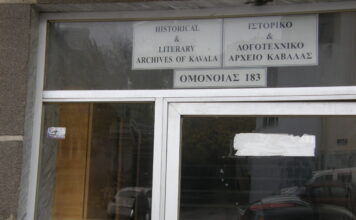 HISTORICAL
&
LITERARY
ARCHIVES OF KAVALA
ΙΣΤΟΡΙΚΟ
&
ΛΟΓΟΤΕΧΝΙΚΟ
ΑΡΧΕΙΟ ΚΑΒΑΛΑΣ
ΟΜΟΝΟΙΑΣ 183